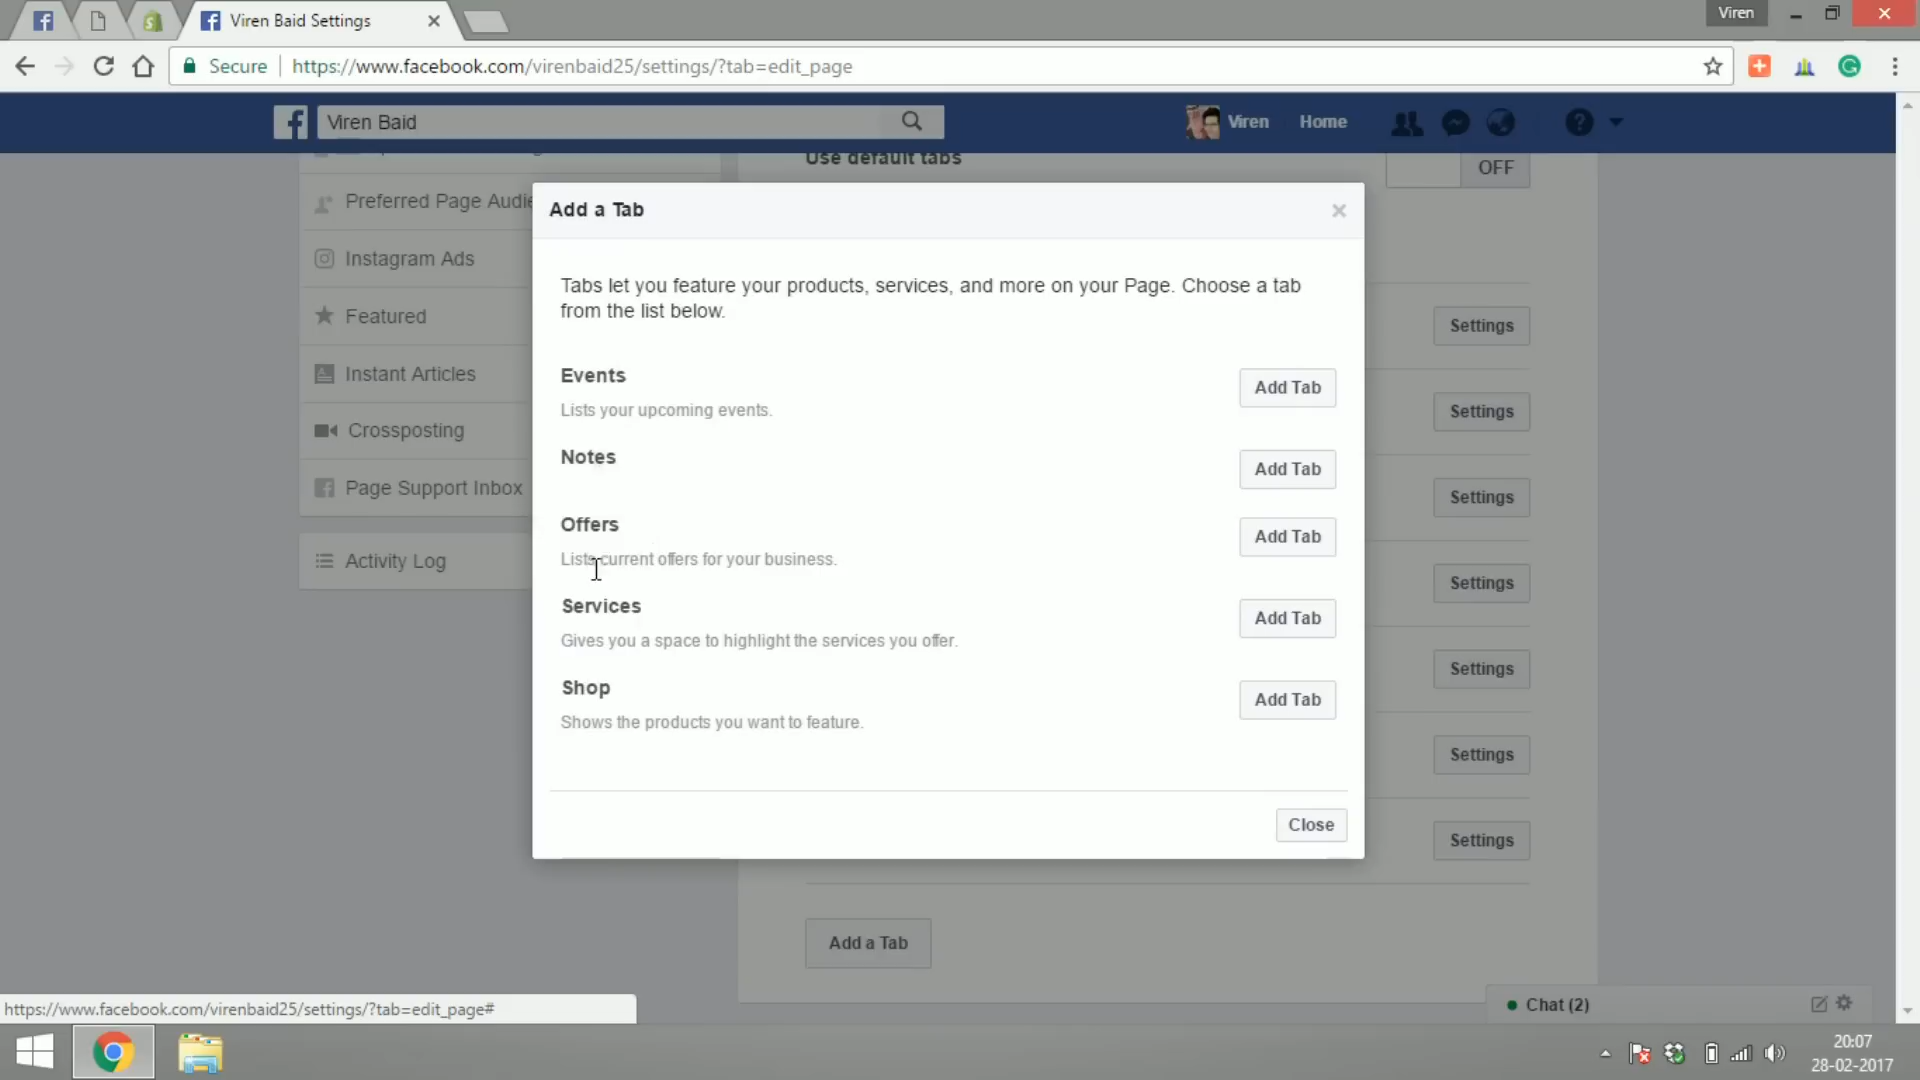 Viren Baid Settings
Viren
Secure
https://www.facebook.com/virenbaid25/settings/?tab=edit_page
Viren Baid
Viren
Home
Use default tabs
OFF
Preferred Page Audie
Instagram Ads
Featured
Instant Articles
Crossposting
Page Support Inbox
Activity Log
Add a Tab
Tabs let you feature your products, services, and more on your Page. Choose a tab
from the list below.
Events
Lists your upcoming events.
Add Tab
Notes
Add Tab
Offers
Lists current offers for your business.
Add Tab
Services
Gives you a space to highlight the services you offer.
Add Tab
Shop
Shows the products you want to feature.
Add Tab
Close
Settings
Settings
Settings
Settings
Settings
Settings
Settings
Add a Tab
https://www.facebook.com/virenbaid25/settings/?tab=edit_page#
Chat (2)
20:07
28-02-2017